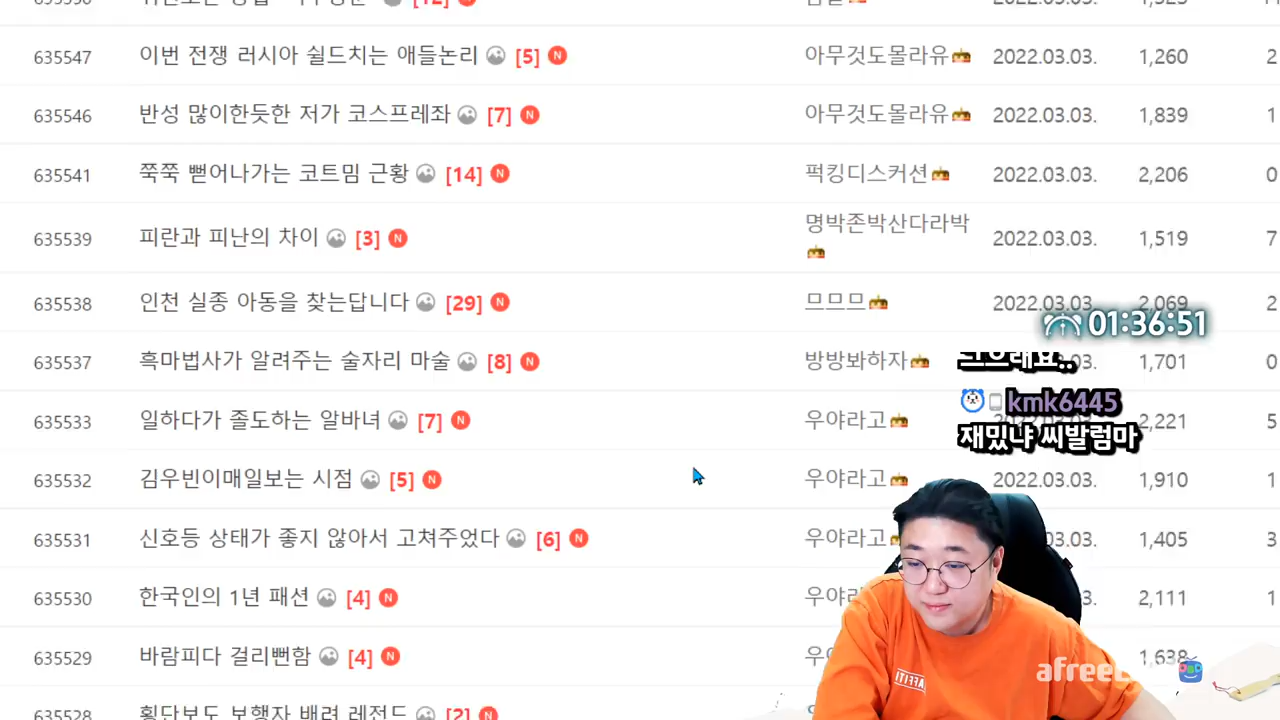 635547 이번 전쟁 러시아 쉴드치는 애들논리 [5] N 아무것도몰라유 2022.03.03. 1,260 2
635546 반성 많이한듯한 저가 코스프레좌 [7] N 아무것도몰라유 2022.03.03. 1,839 1
635541 쭉쭉 뻗어나가는 코트밈 근황 [14] N 퍽킹디스커션 2022.03.03. 2,206 0
635539 피란과 피난의 차이 [3] N 명박존박산다라박 2022.03.03. 1,519 7
635538 인천 실종 아동을 찾는답니다 [29] N 므므므 2022.03.03. 2,069 2
01:36:51
635537 흑마법사가 알려주는 술자리 마술 [8] N 방방봐하자 03. 1,701 0
kmk6445
635533 일하다가 졸도하는 알바녀 [7] N 우야라고 2022.03.03. 2,221 5
재밌냐 씨발럼마
635532 김우빈이매일보는 시점 [5] N 우야라고 2022.03.03. 1,910 1
635531 신호등 상태가 좋지 않아서 고쳐주었다 [6] N 우야라고 03.03. 1,405 3
635530 한국인의 1년 패션 [4] N 우야 3. 2,111 1
635529 바람피다 걸리뻔함 [4] N 1,638
635528 횡단보도 보행자 배려 레전드 [2] N